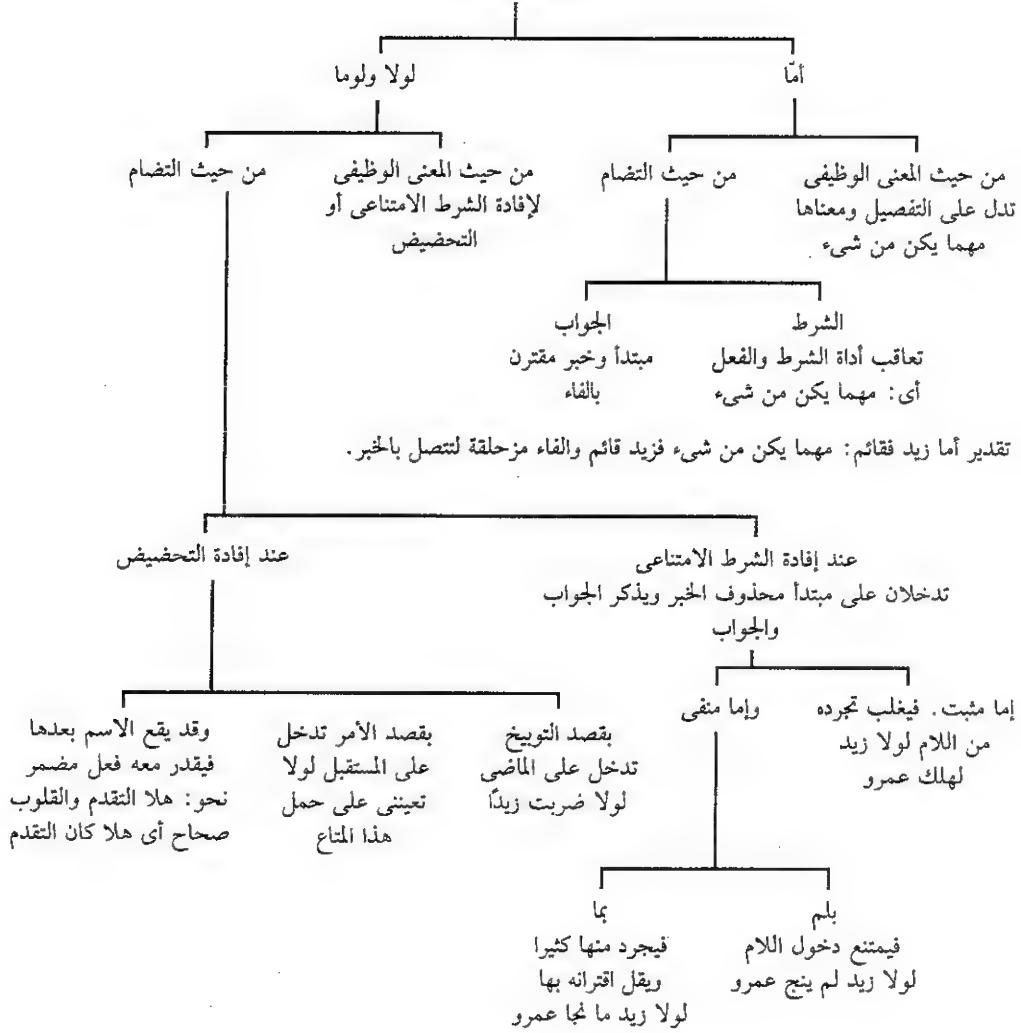 أمّا
لولا ولوما
من حيث المعنى الوظيفى
تدل على التفصيل ومعناها
مهما يكن من شىء
من حيث التضام
من حيث المعنى الوظيفى
لإفادة الشرط الامتناعى أو
التحضيض
من حيث التضام
الشرط
تعاقب أداة الشرط والفعل
أى: مهما يكن من شىء
الجواب
مبتدأ وخبر مقترن
بالفاء
تقدير أما زيد فقائم: مهما يكن من شىء فزيد قائم والفاء مزحلقة لتتصل بالخبر.
عند إفادة الشرط الامتناعى
تدخلان على مبتدأ محذوف الخبر ويذكر الجواب
والجواب
عند إفادة التحضيض
إما مثبت. فيغلب تجرده
من اللام لولا زيد
لهلك عمرو
وإما منفى
بقصد التوبيخ
تدخل على الماضى
لولا ضربت زيدًا
بقصد الأمر تدخل
على المستقبل لولا
تعيننى على حمل
هذا المتاع
وقد يقع الاسم بعدها
فيقدر معه فعل مضمر
نحو: هلا التقدم والقلوب
صحاح أى هلا كان التقدم
بلم
فيمتنع دخول اللام
لولا زيد لم ينج عمرو
بما
فيجرد منها كثيرا
ويقل اقترانه بها
لولا زيد ما نجا عمرو